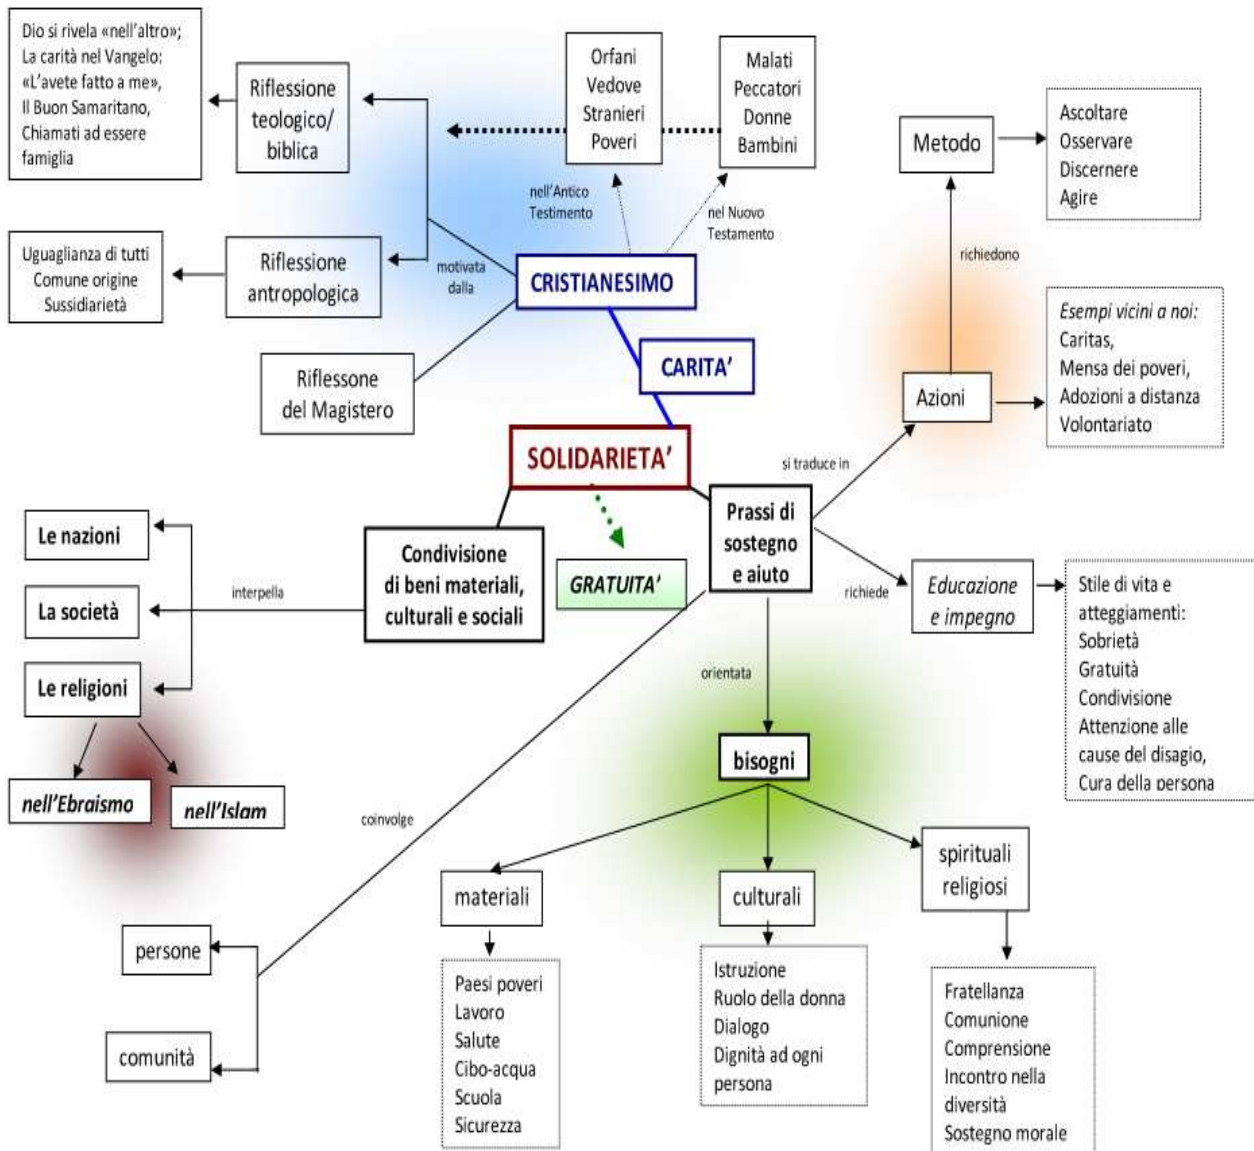 Dio si rivela «nell'altro»;
La carità nel Vangelo:
«L'avete fatto a me»,
Il Buon Samaritano,
Chiamati ad essere
famiglia
Riflessione
teologico/
biblica
Orfani
Vedove
Stranieri
Poveri
Malati
Peccatori
Donne
Bambini
Metodo
Ascoltare
Osservare
Discernere
Agire
nell'Antico
Testimento
nel Nuovo
Testamento
Uguaglianza di tutti
Comune origine
Sussidiarietà
Riflessione
antropologica
motivata
dalla
CRISTIANESIMO
richiedono
Riflessone
del Magistero
CARITA'
Azioni
Esempi vicini a noi:
Caritas,
Mensa dei poveri,
Adozioni a distanza
Volontariato
SOLIDARIETA'
si traduce in
Le nazioni
La società
Le religioni
interpella
Condivisione
di beni materiali,
culturali e sociali
GRATUITA'
Prassi di
sostegno
e aiuto
richiede
Educazione
e impegno
Stile di vita e
atteggiamenti:
Sobrietà
Gratuità
Condivisione
Attenzione alle
cause del disagio,
Cura della persona
orientata
bisogni
nell'Ebraismo
nell'Islam
coinvolge
materiali
culturali
spirituali
religiosi
persone
comunità
Paesi poveri
Lavoro
Salute
Cibo-acqua
Scuola
Sicurezza
Istruzione
Ruolo della donna
Dialogo
Dignità ad ogni
persona
Fratellanza
Comunione
Comprensione
Incontro nella
diversità
Sostegno morale